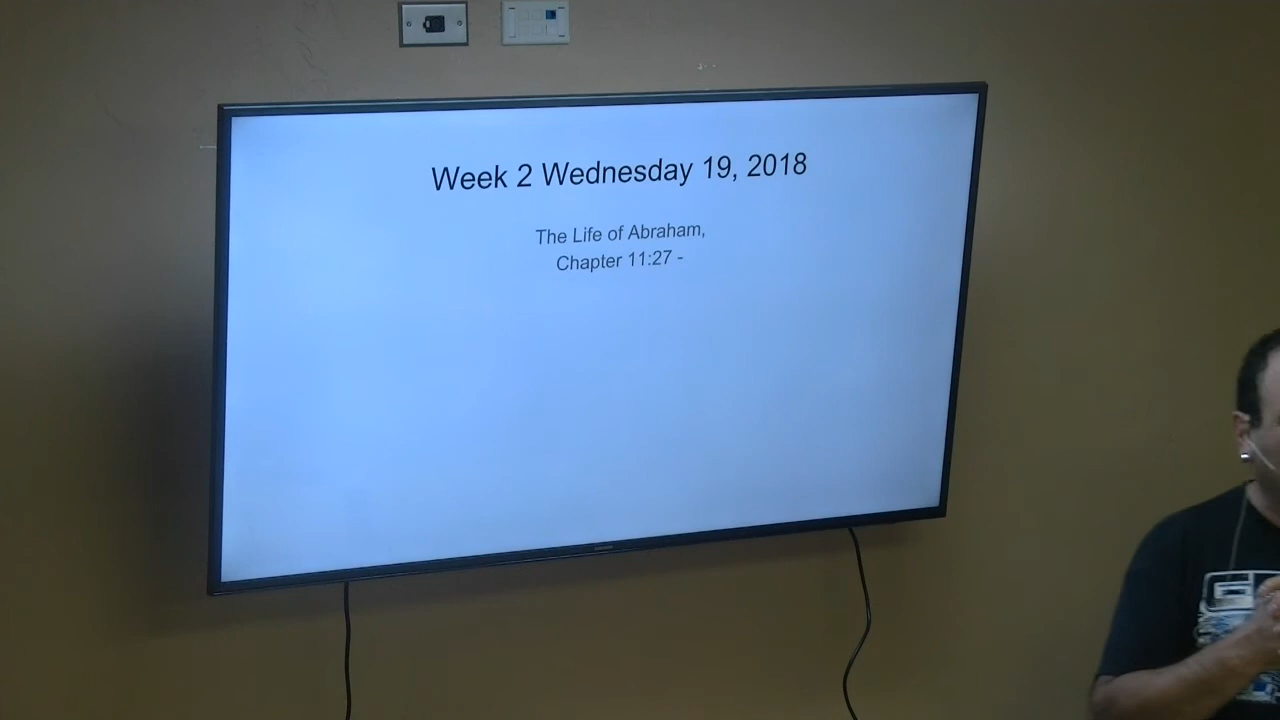 Week 2 Wednesday 19, 2018
The Life of Abraham,
Chapter 11:27 -